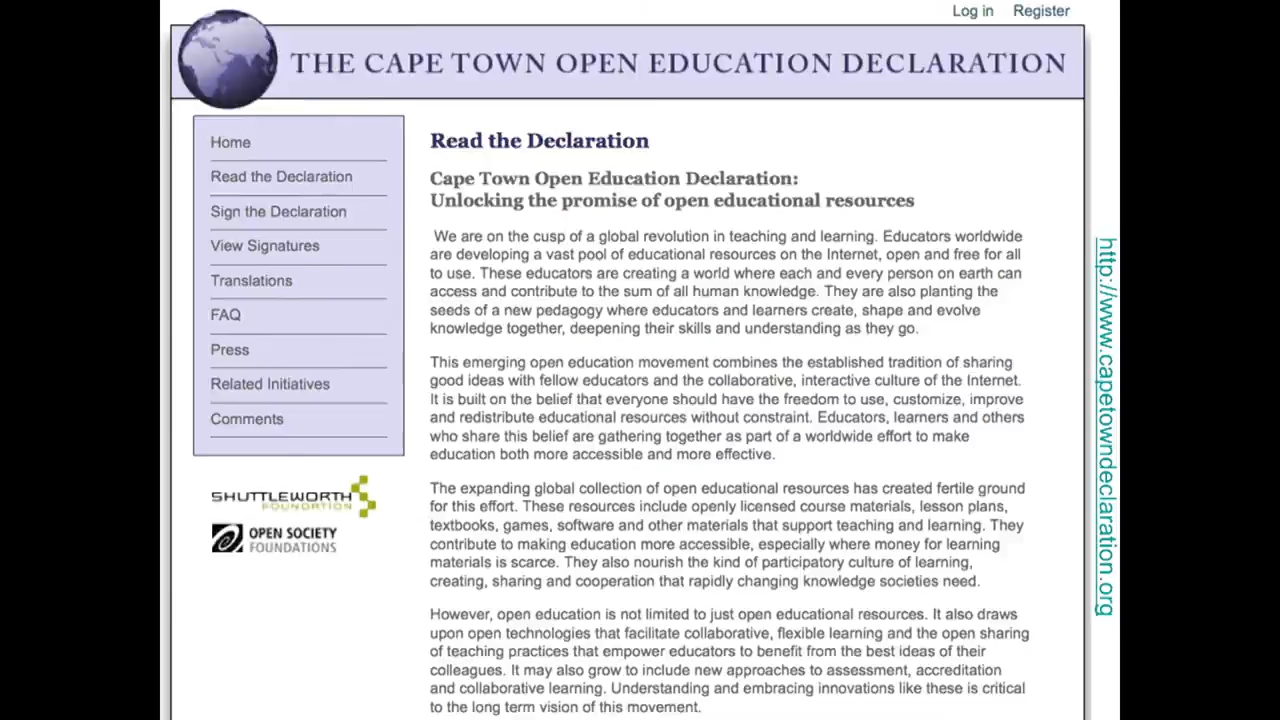 Log in Register
THE CAPE TOWN OPEN EDUCATION DECLARATION
Home
Read the Declaration
Sign the Declaration
View Signatures
Translations
FAQ
Press
Related Initiatives
Comments
SHUTTLEWORTH
FOUNDATION
OPEN SOCIETY
FOUNDATIONS
Read the Declaration
Cape Town Open Education Declaration:
Unlocking the promise of open educational resources
We are on the cusp of a global revolution in teaching and learning. Educators worldwide
are developing a vast pool of educational resources on the Internet, open and free for all
to use. These educators are creating a world where each and every person on earth can
access and contribute to the sum of all human knowledge. They are also planting the
seeds of a new pedagogy where educators and learners create, shape and evolve
knowledge together, deepening their skills and understanding as they go.
This emerging open education movement combines the established tradition of sharing
good ideas with fellow educators and the collaborative, interactive culture of the Internet.
It is built on the belief that everyone should have the freedom to use, customize, improve
and redistribute educational resources without constraint. Educators, learners and others
who share this belief are gathering together as part of a worldwide effort to make
education both more accessible and more effective.
The expanding global collection of open educational resources has created fertile ground
for this effort. These resources include openly licensed course materials, lesson plans,
textbooks, games, software and other materials that support teaching and learning. They
contribute to making education more accessible, especially where money for learning
materials is scarce. They also nourish the kind of participatory culture of learning,
creating, sharing and cooperation that rapidly changing knowledge societies need.
However, open education is not limited to just open educational resources. It also draws
upon open technologies that facilitate collaborative, flexible learning and the open sharing
of teaching practices that empower educators to benefit from the best ideas of their
colleagues. It may also grow to include new approaches to assessment, accreditation
and collaborative learning. Understanding and embracing innovations like these is critical
to the long term vision of this movement.
http://www.capetowndeclaration.org